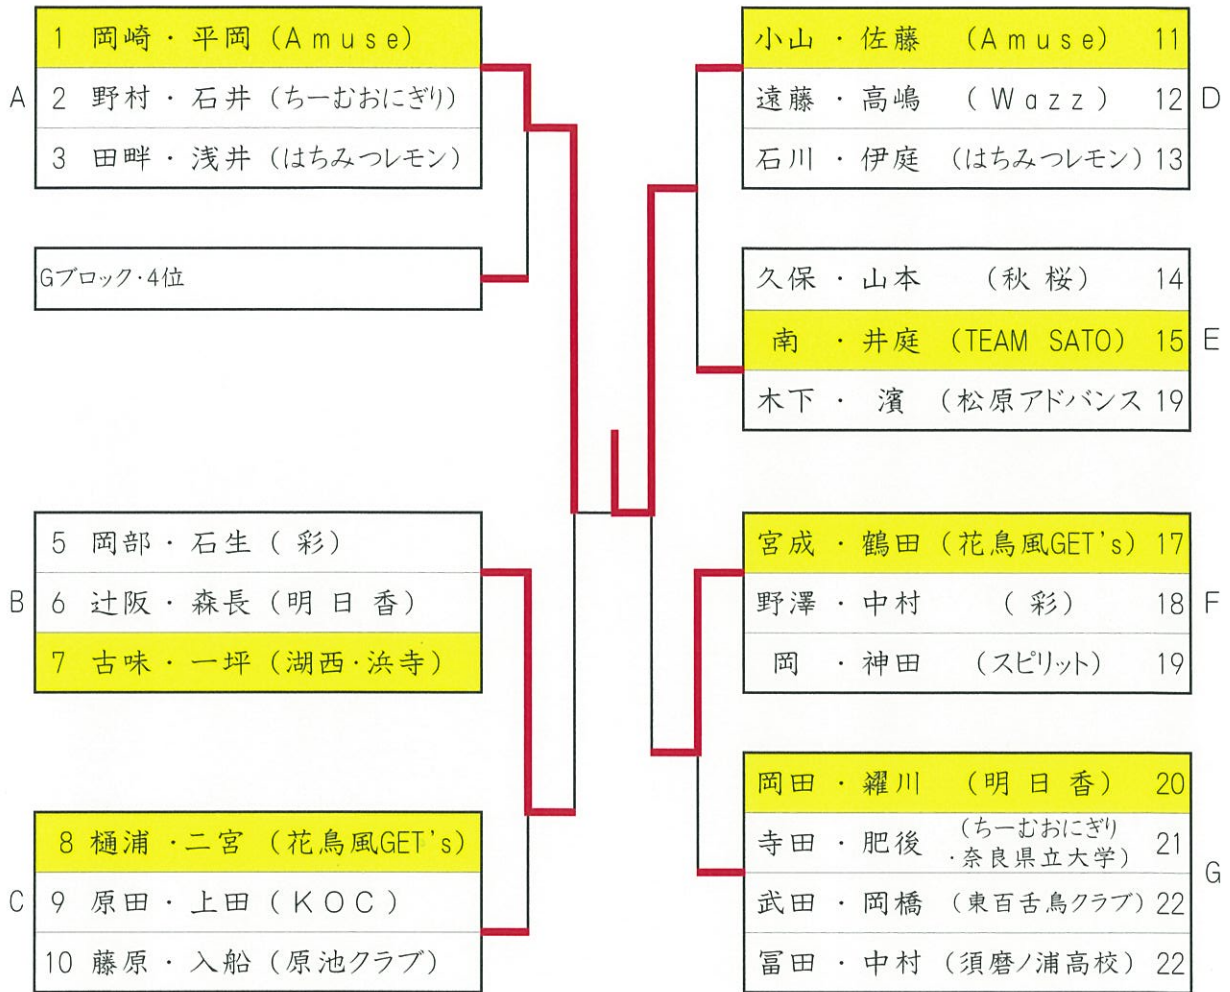 A
1 岡崎・平岡 (Amuse)
2 野村・石井 (ちーむおにぎり)
3 田畔・浅井 (はちみつレモン)
Gブロック・4位
B
5 岡部・石生 (彩)
6 辻阪・森長 (明日香)
7 古味・一坪 (湖西・浜寺)
C
8 樋浦・二宮 (花鳥風GET's)
9 原田・上田 (KOC)
10 藤原・入船 (原池クラブ)
D
小山・佐藤 (Amuse) 11
遠藤・高嶋 (Wazz) 12
石川・伊庭 (はちみつレモン) 13
E
久保・山本 (秋桜) 14
南・井庭 (TEAM SATO) 15
木下・濱 (松原アドバンス 19
F
宮成・鶴田 (花鳥風GET's) 17
野澤・中村 (彩) 18
岡・神田 (スピリット) 19
G
岡田・糴川 (明日香) 20
寺田・肥後 (ちーむおにぎり
・奈良県立大学) 21
武田・岡橋 (東百舌鳥クラブ) 22
冨田・中村 (須磨ノ浦高校) 22